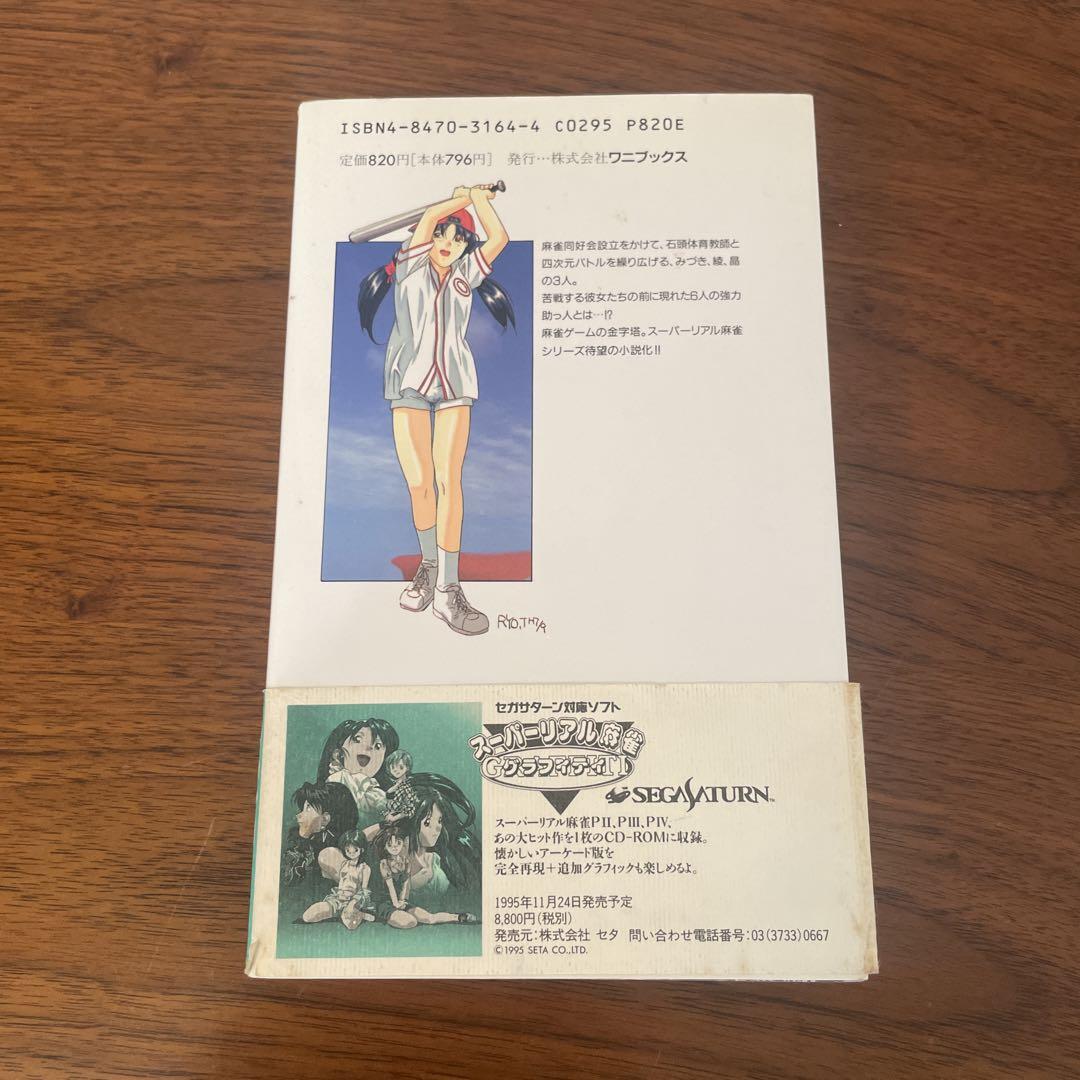 ISBN4-8470-3164-4 C0295 P820E
定価820円[本体796円] 発行…株式会社ワニブックス
麻雀同好会設立をかけて、石頭体育教師と
四次元バトルを繰り広げる、みづき、綾、晶
の3人。
苦戦する彼女たちの前に現れた6人の強力
助っ人とは…!?
麻雀ゲームの金字塔。スーパーリアル麻雀
シリーズ待望の小説化!!
セガサターン対応ソフト
スーパーリアル麻雀
グラフィティ
SEGA SATURN™
スーパーリアル麻雀PⅡ、PⅢ、PⅣ、
あの大ヒット作を1枚のCD-ROMに収録。
懐かしいアーケード版を
完全再現+追加グラフィックも楽しめるよ。
1995年11月24日発売予定
8,800円(税別)
発売元:株式会社 セタ 問い合わせ電話番号:03(3733)0667
©1995 SETA CO.,LTD.